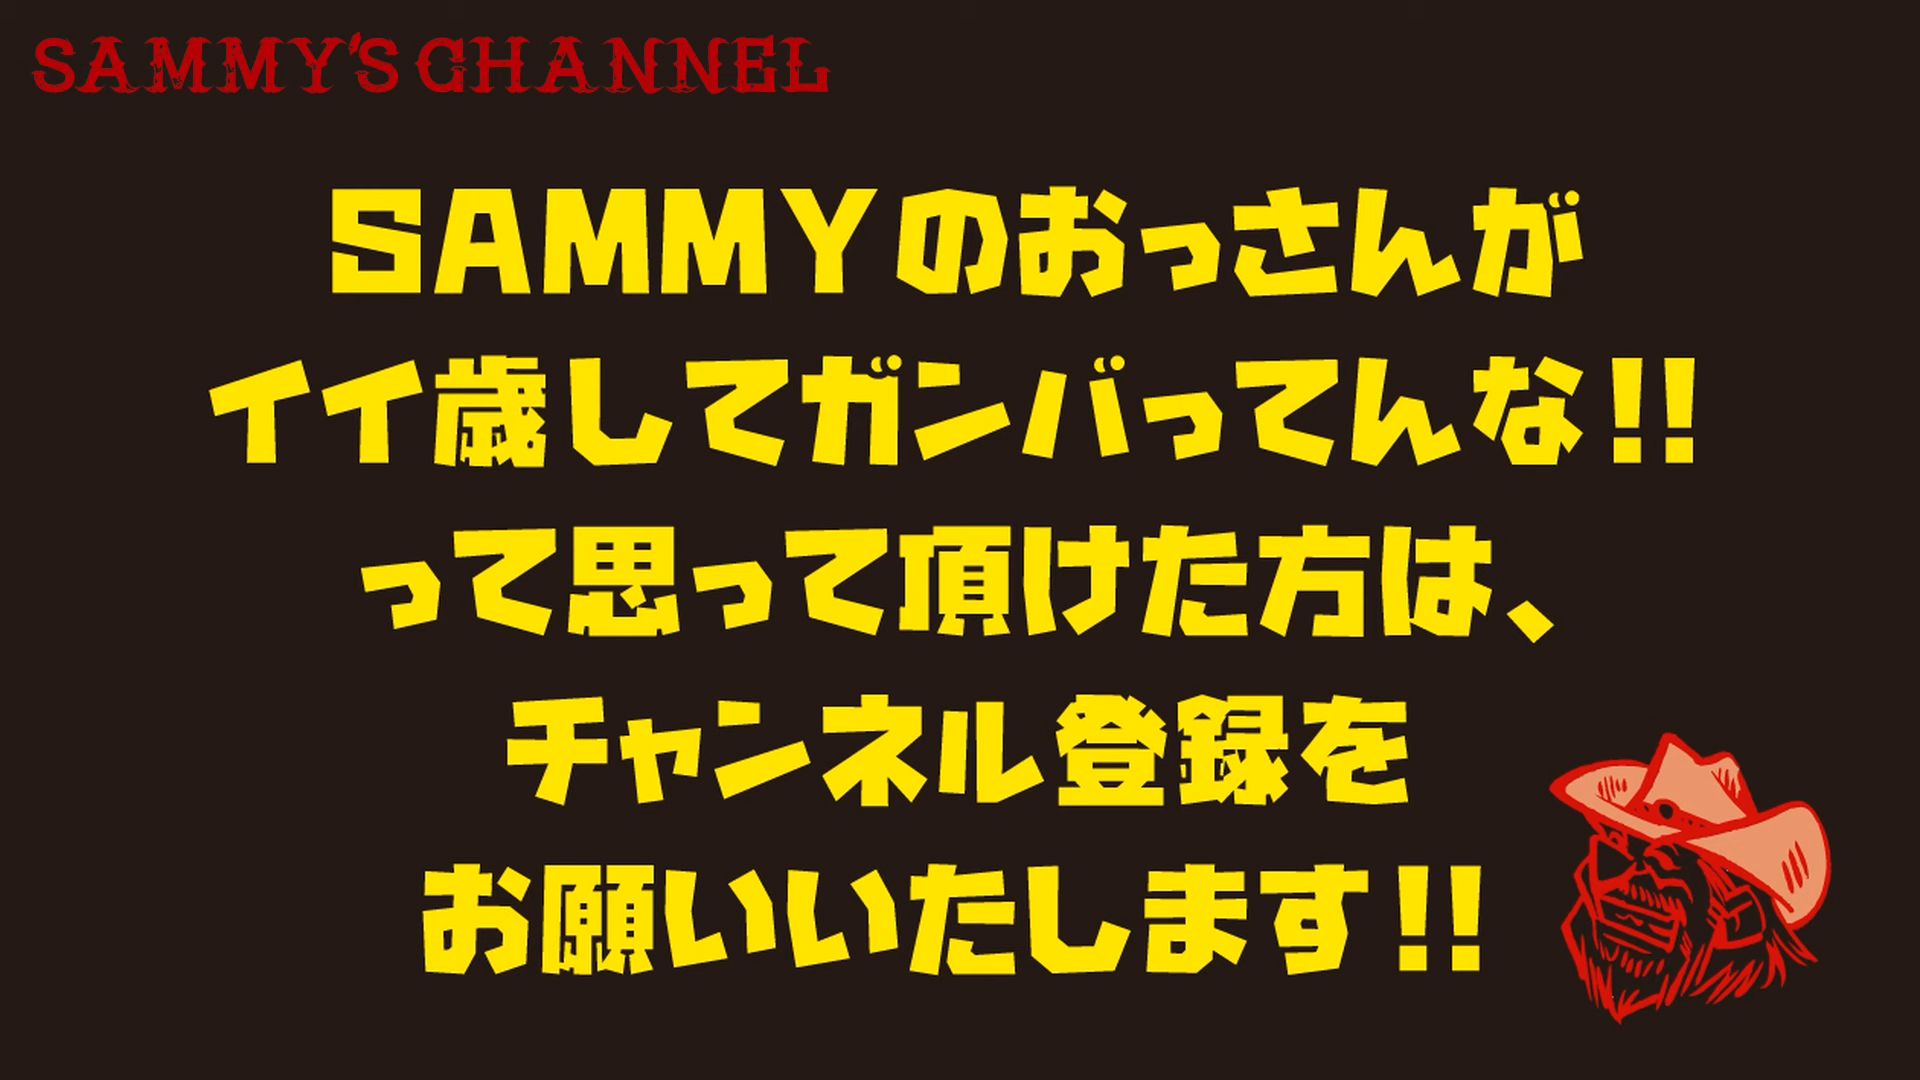 SAMMY'S CHANNEL
SAMMYのおっさんが
イイ歳してガンバってんな!!
って思って頂けた方は、
チャンネル登録を
お願いいたします!!